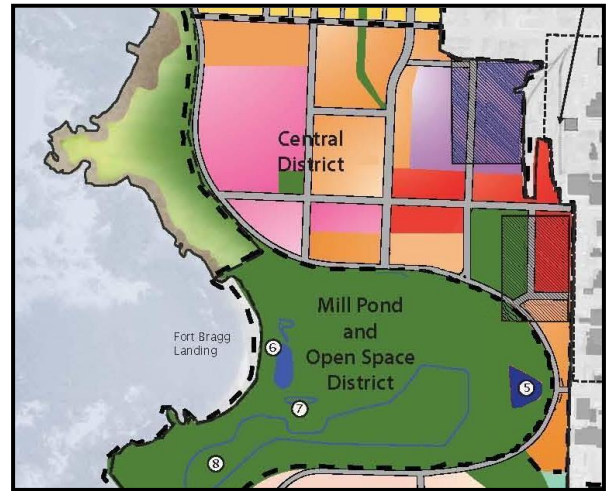 Central
District
Mill Pond
and
Open Space
District
Fort Bragg
Landing
6
5
7
8